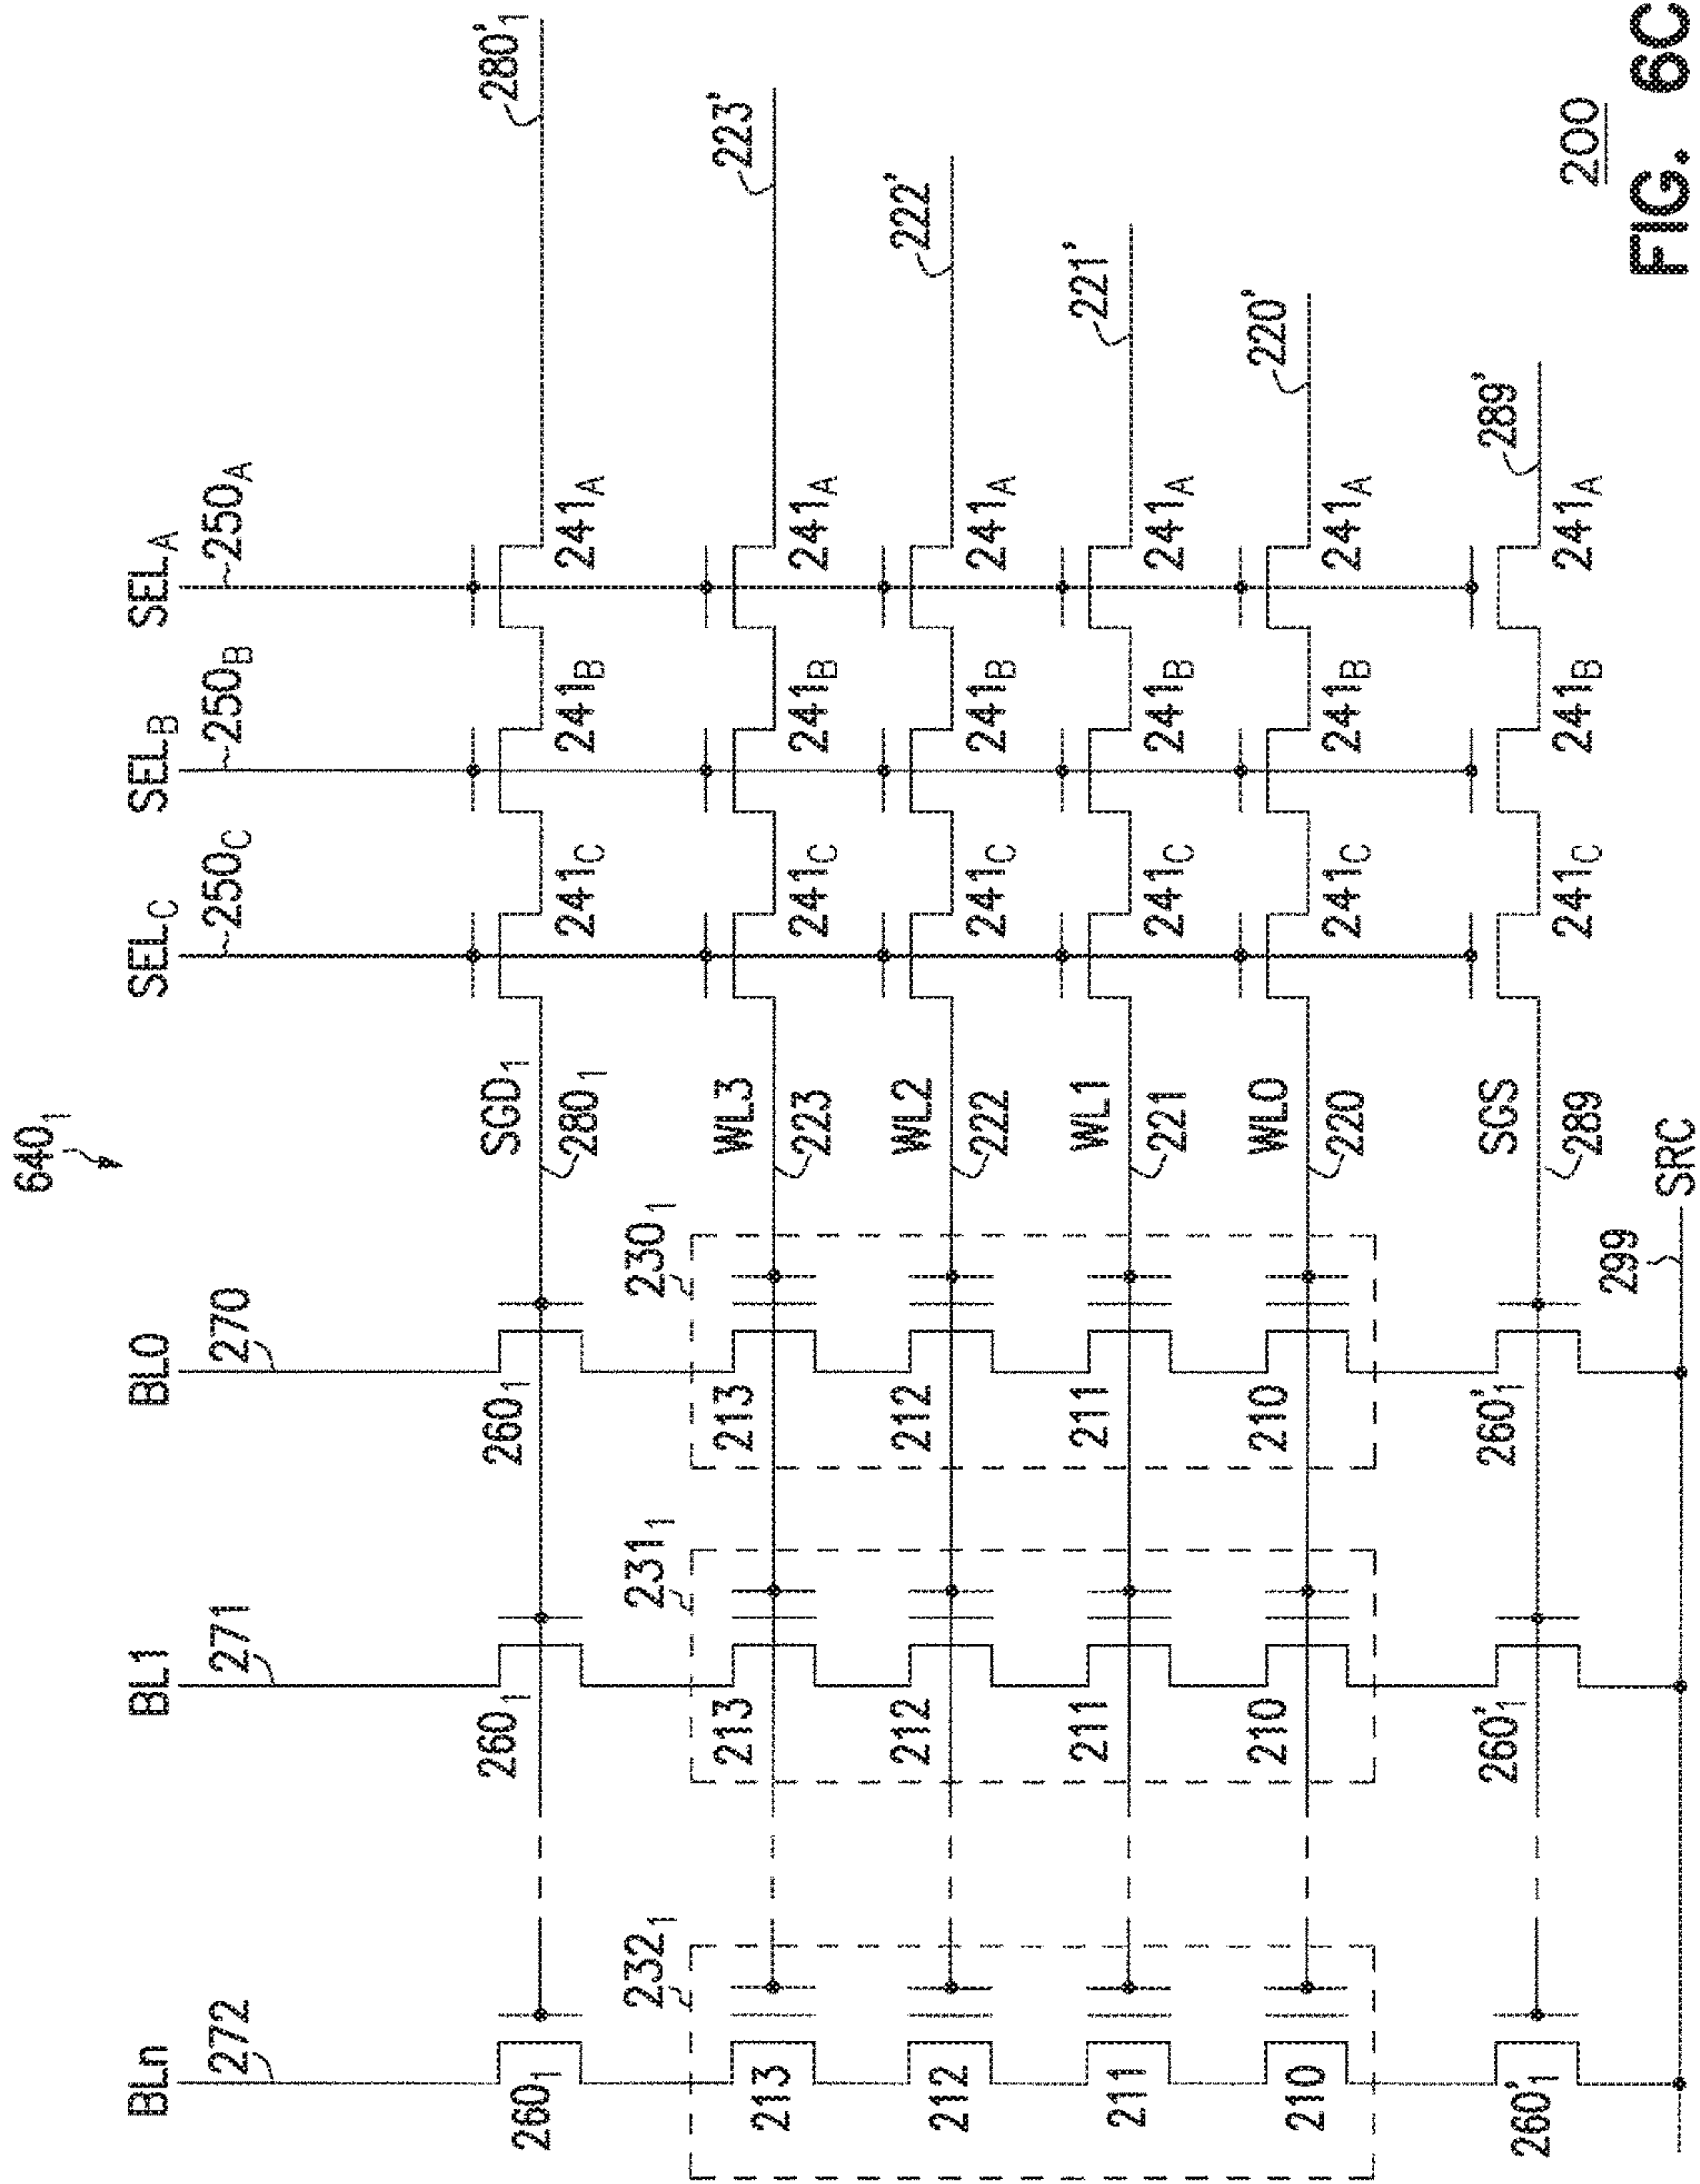 640₁
BLn
BL1
BL0
SEL_C
SEL_B
SEL_A
272
271
270
250_C
250_B
250_A
260₁
260₁
260₁
SGD₁
280₁
241_C
241_B
241_A
280'₁
232₁
231₁
230₁
213
213
213
WL3
223
241_C
241_B
241_A
223'
212
212
212
WL2
222
241_C
241_B
241_A
222'
211
211
211
WL1
221
241_C
241_B
241_A
221'
210
210
210
WL0
220
241_C
241_B
241_A
220'
260'₁
260'₁
260'₁
SGS
289
241_C
241_B
241_A
289'
299
SRC
200
FIG. 6C